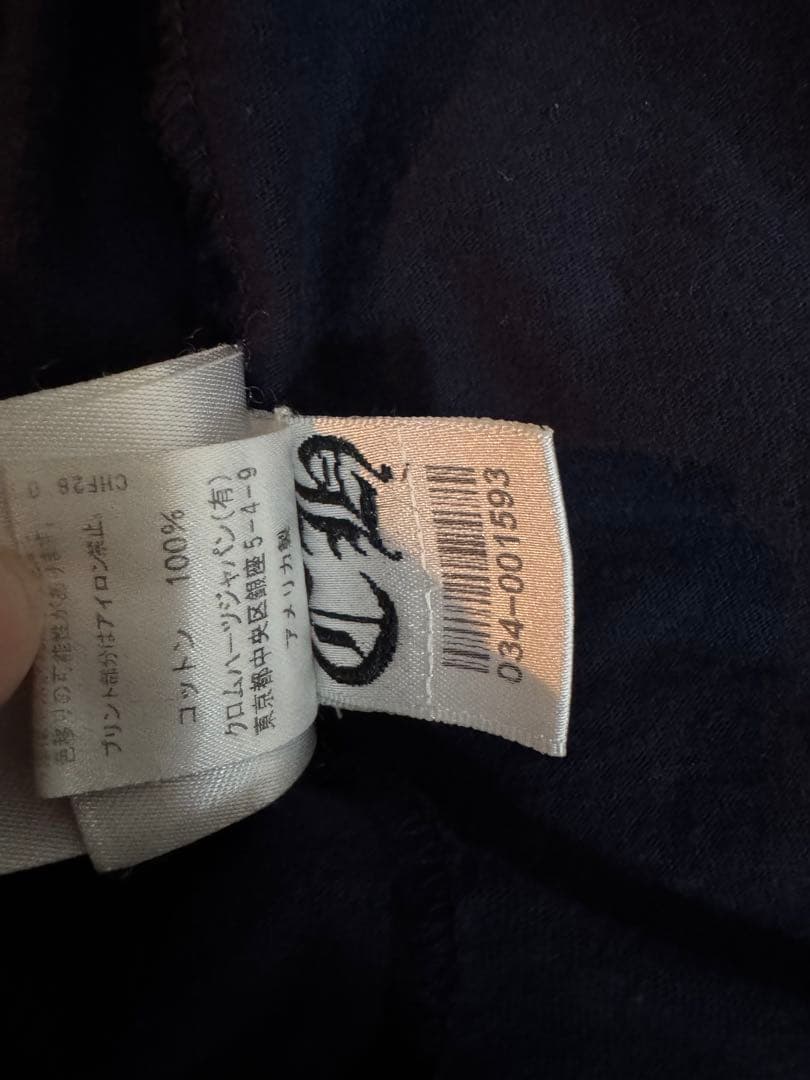 色移りの可能性があります。
プリント部分はアイロン禁止。
コットン 100%
クロムハーツジャパン(有)
東京都中央区銀座5-4-9
アメリカ製
CH
034-001593